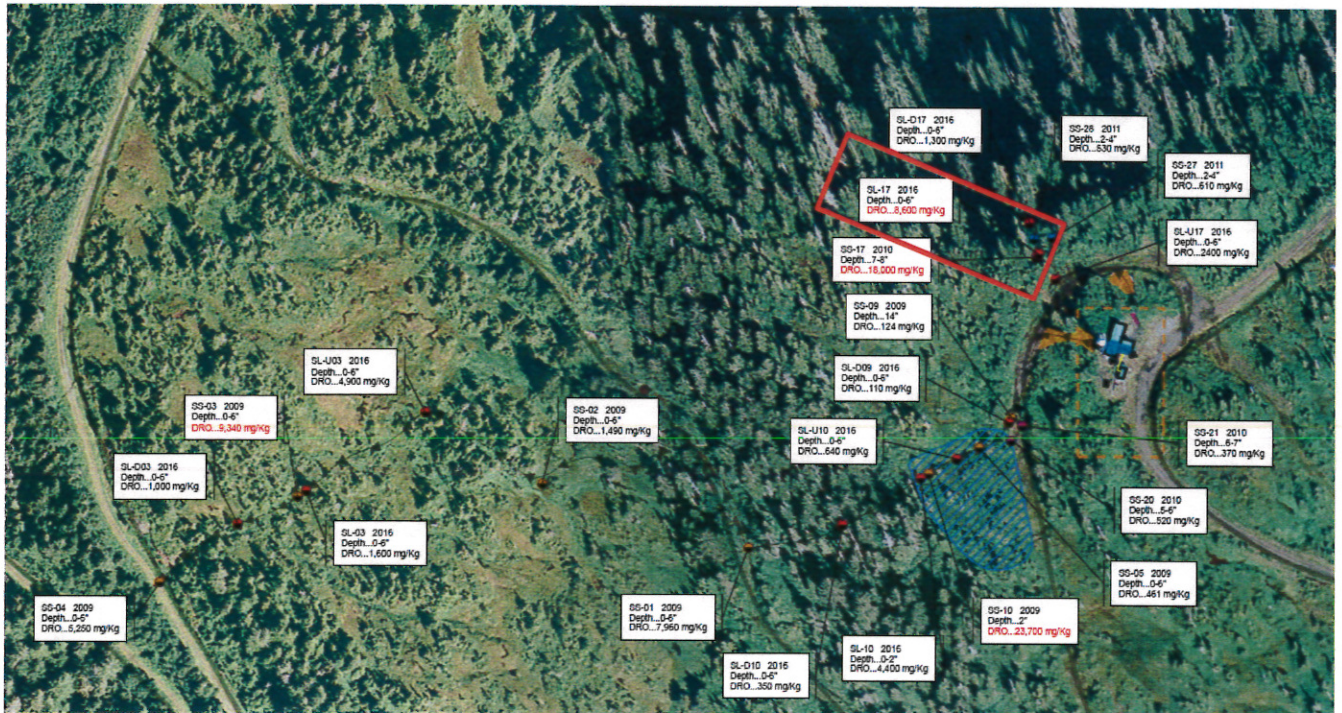 SL-D17 2016
Depth...0-6"
DRO...1,300 mg/Kg
SS-28 2011
Depth...2-4"
DRO...530 mg/Kg
SS-27 2011
Depth...2-4"
DRO...610 mg/Kg
SL-17 2016
Depth...0-6"
DRO...8,600 mg/Kg
SL-U17 2016
Depth...0-6"
DRO...2400 mg/Kg
SS-17 2010
Depth...7-8"
DRO...18,000 mg/Kg
SS-09 2009
Depth...14"
DRO...124 mg/Kg
SL-U03 2016
Depth...0-6"
DRO...4,900 mg/Kg
SL-D09 2016
Depth...0-6"
DRO...110 mg/Kg
SS-03 2009
Depth...0-6"
DRO...9,340 mg/Kg
SS-02 2009
Depth...0-6"
DRO...1,490 mg/Kg
SL-U10 2016
Depth...0-6"
DRO...640 mg/Kg
SS-21 2010
Depth...6-7"
DRO...370 mg/Kg
SL-D03 2016
Depth...0-6"
DRO...1,000 mg/Kg
SS-20 2010
Depth...5-6"
DRO...520 mg/Kg
SL-03 2016
Depth...0-6"
DRO...1,600 mg/Kg
SS-05 2009
Depth...0-6"
DRO...461 mg/Kg
SS-04 2009
Depth...0-6"
DRO...5,250 mg/Kg
SS-01 2009
Depth...0-6"
DRO...7,960 mg/Kg
SS-10 2009
Depth...2"
DRO...23,700 mg/Kg
SL-10 2016
Depth...0-2"
DRO...4,400 mg/Kg
SL-D10 2016
Depth...0-6"
DRO...350 mg/Kg